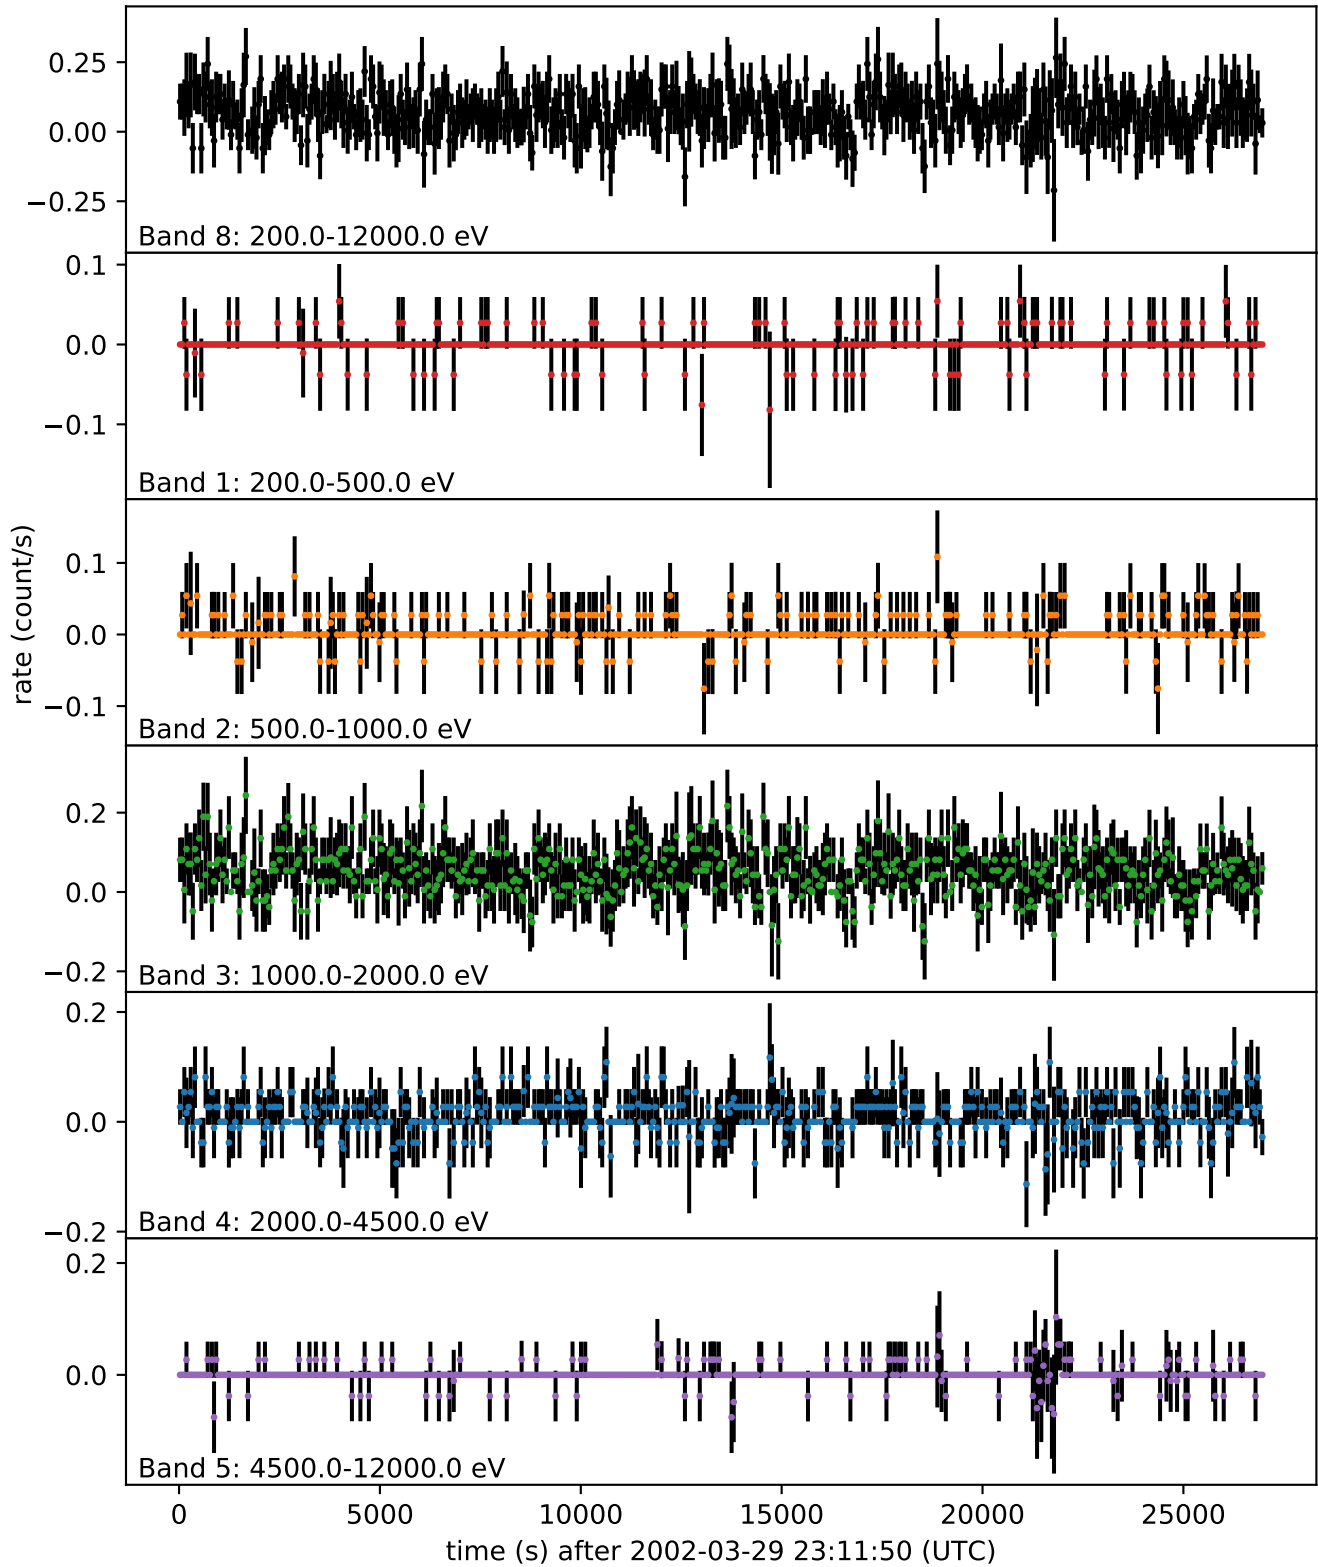 0.25
0.00
−0.25
Band 8: 200.0-12000.0 eV
0.1
0.0
−0.1
Band 1: 200.0-500.0 eV
0.1
0.0
−0.1
Band 2: 500.0-1000.0 eV
rate (count/s)
0.2
0.0
−0.2
Band 3: 1000.0-2000.0 eV
0.2
0.0
−0.2
Band 4: 2000.0-4500.0 eV
0.2
0.0
Band 5: 4500.0-12000.0 eV
0 5000 10000 15000 20000 25000
time (s) after 2002-03-29 23:11:50 (UTC)